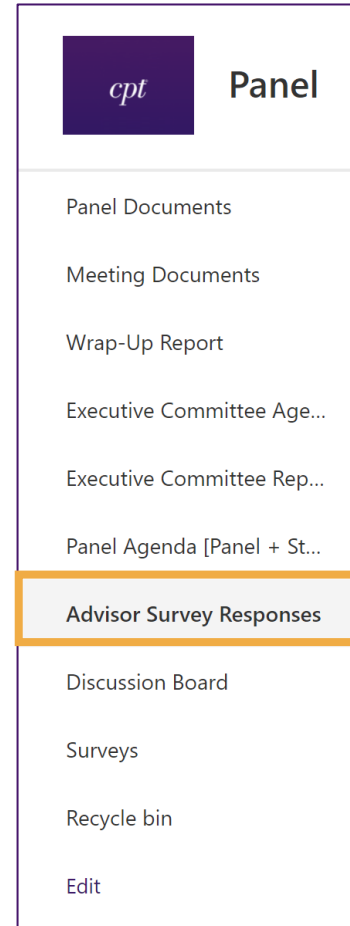 cpt
Panel
Panel Documents
Meeting Documents
Wrap-Up Report
Executive Committee Age...
Executive Committee Rep...
Panel Agenda [Panel + St...
Advisor Survey Responses
Discussion Board
Surveys
Recycle bin
Edit